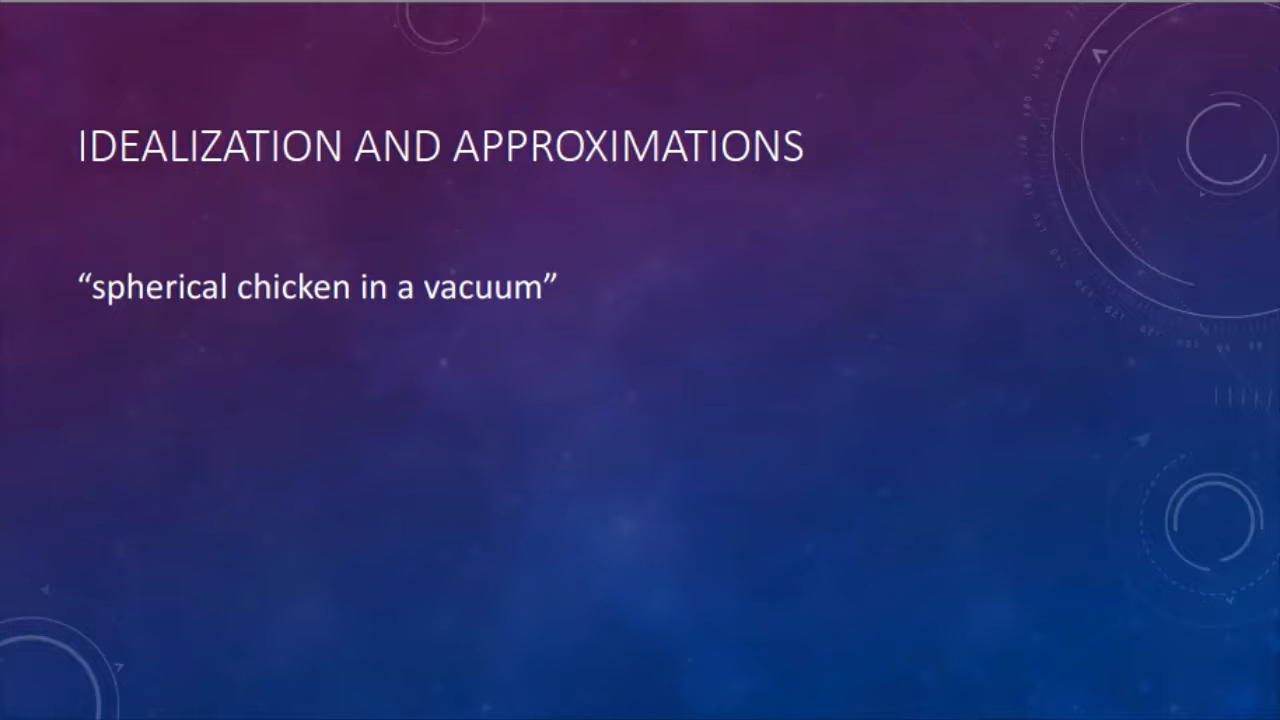 IDEALIZATION AND APPROXIMATIONS
“spherical chicken in a vacuum”